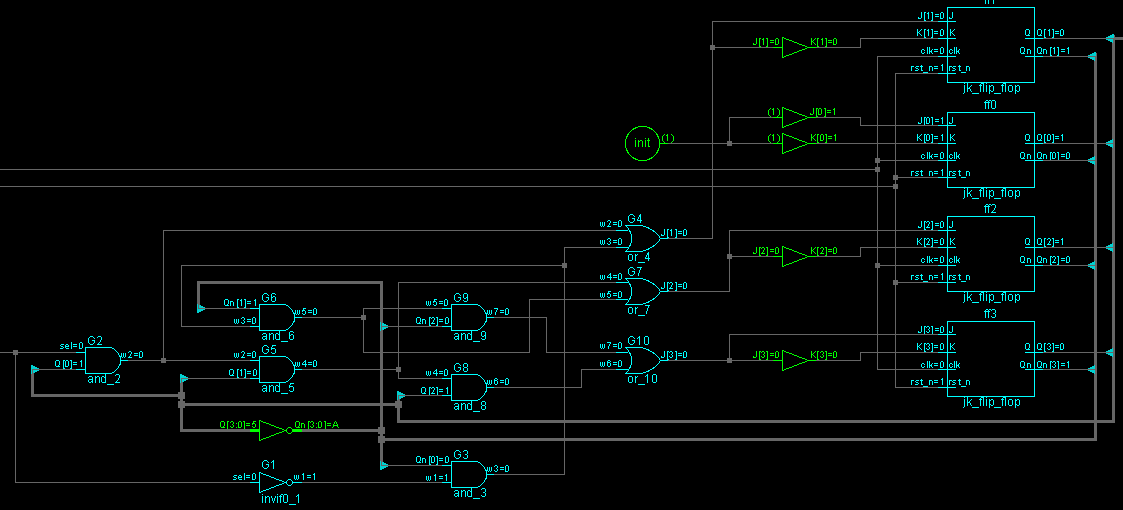 ff1
J[1]=0 J
K[1]=0 K
Q Q[1]=0
J[1]=0 K[1]=0
clk=0 clk
Qn Qn[1]=1
rst_n=1 rst_n
jk_flip_flop
ff0
(1) J[0]=1
J[0]=1 J
init (1)
(1) K[0]=1
K[0]=1 K
Q Q[0]=1
clk=0 clk
Qn Qn[0]=0
rst_n=1 rst_n
jk_flip_flop
ff2
G4
w2=0
J[1]=0
w3=0
or_4
J[2]=0 J
K[2]=0 K
Q Q[2]=1
J[2]=0 K[2]=0
clk=0 clk
Qn Qn[2]=0
rst_n=1 rst_n
jk_flip_flop
G7
w4=0
J[2]=0
w5=0
or_7
G6
Qn[1]=1
w5=0
w3=0
and_6
G9
w5=0
w7=0
Qn[2]=0
and_9
ff3
J[3]=0 J
K[3]=0 K
Q Q[3]=0
J[3]=0 K[3]=0
clk=0 clk
Qn Qn[3]=1
rst_n=1 rst_n
jk_flip_flop
G10
w7=0
J[3]=0
w6=0
or_10
G2
sel=0
w2=0
Q[0]=1
and_2
G5
w2=0
w4=0
Q[1]=0
and_5
G8
w4=0
w6=0
Q[2]=1
and_8
Q[3:0]=5 Qn[3:0]=A
G1
sel=0 w1=1
invif0_1
G3
Qn[0]=0
w3=0
w1=1
and_3